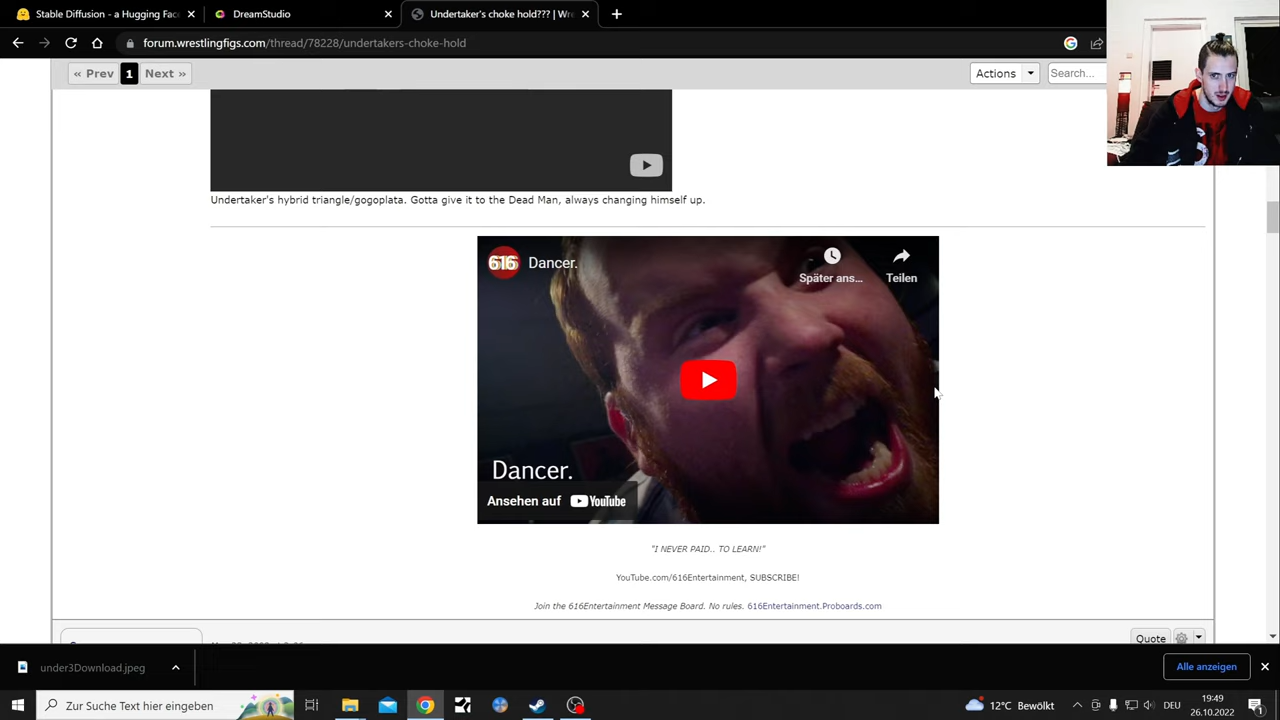 Stable Diffusion - a Hugging Face
DreamStudio
Undertaker's choke hold??? | Wre
forum.wrestlingfigs.com/thread/78228/undertakers-choke-hold
« Prev 1 Next »
Actions
Search...
Undertaker's hybrid triangle/gogoplata. Gotta give it to the Dead Man, always changing himself up.
616 Dancer.
Später ans...
Teilen
Dancer.
Ansehen auf YouTube
"I NEVER PAID.. TO LEARN!"
YouTube.com/616Entertainment, SUBSCRIBE!
Join the 616Entertainment Message Board. No rules. 616Entertainment.Proboards.com
Quote
under3Download.jpeg
Alle anzeigen
Zur Suche Text hier eingeben
12°C Bewölkt
DEU
19:49
26.10.2022
1